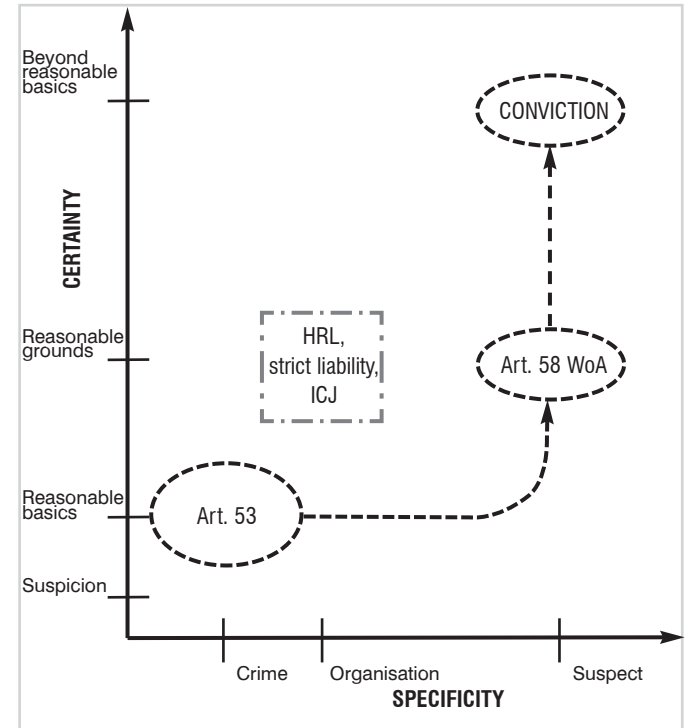 Beyond
reasonable
basics
CONVICTION
CERTAINTY
Reasonable
grounds
HRL,
strict liability,
ICJ
Art. 58 WoA
Reasonable
basics
Art. 53
Suspicion
Crime
Organisation
Suspect
SPECIFICITY